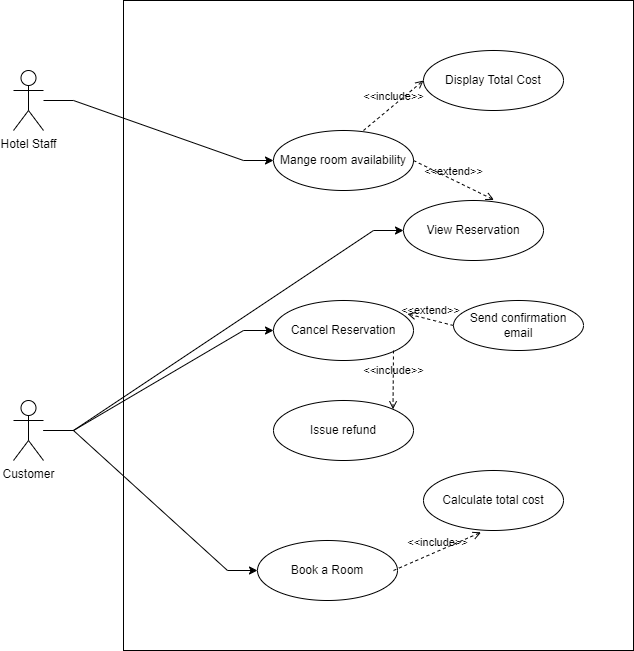 Display Total Cost
<<include>>
Hotel Staff
Mange room availability
<<extend>>
View Reservation
<<extend>>
Send confirmation
email
Cancel Reservation
<<include>>
Issue refund
Customer
Calculate total cost
<<include>>
Book a Room